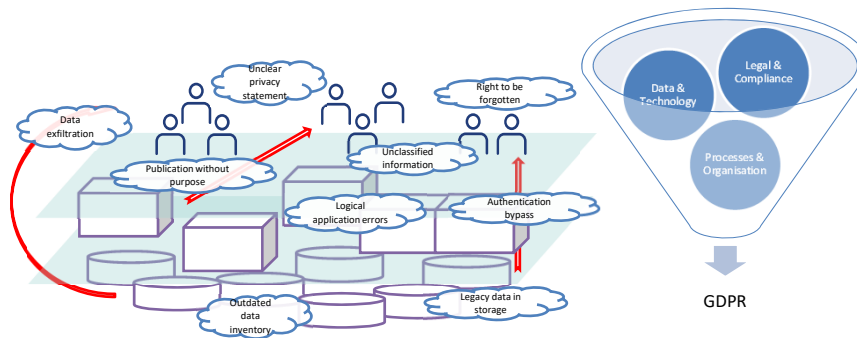 Unclear
privacy
statement
Right to be
forgotten
Data
exfiltration
Publication without
purpose
Unclassified
information
Logical
application errors
Authentication
bypass
Outdated
data
inventory
Legacy data in
storage
Legal &
Compliance
Data &
Technology
Processes &
Organisation
GDPR